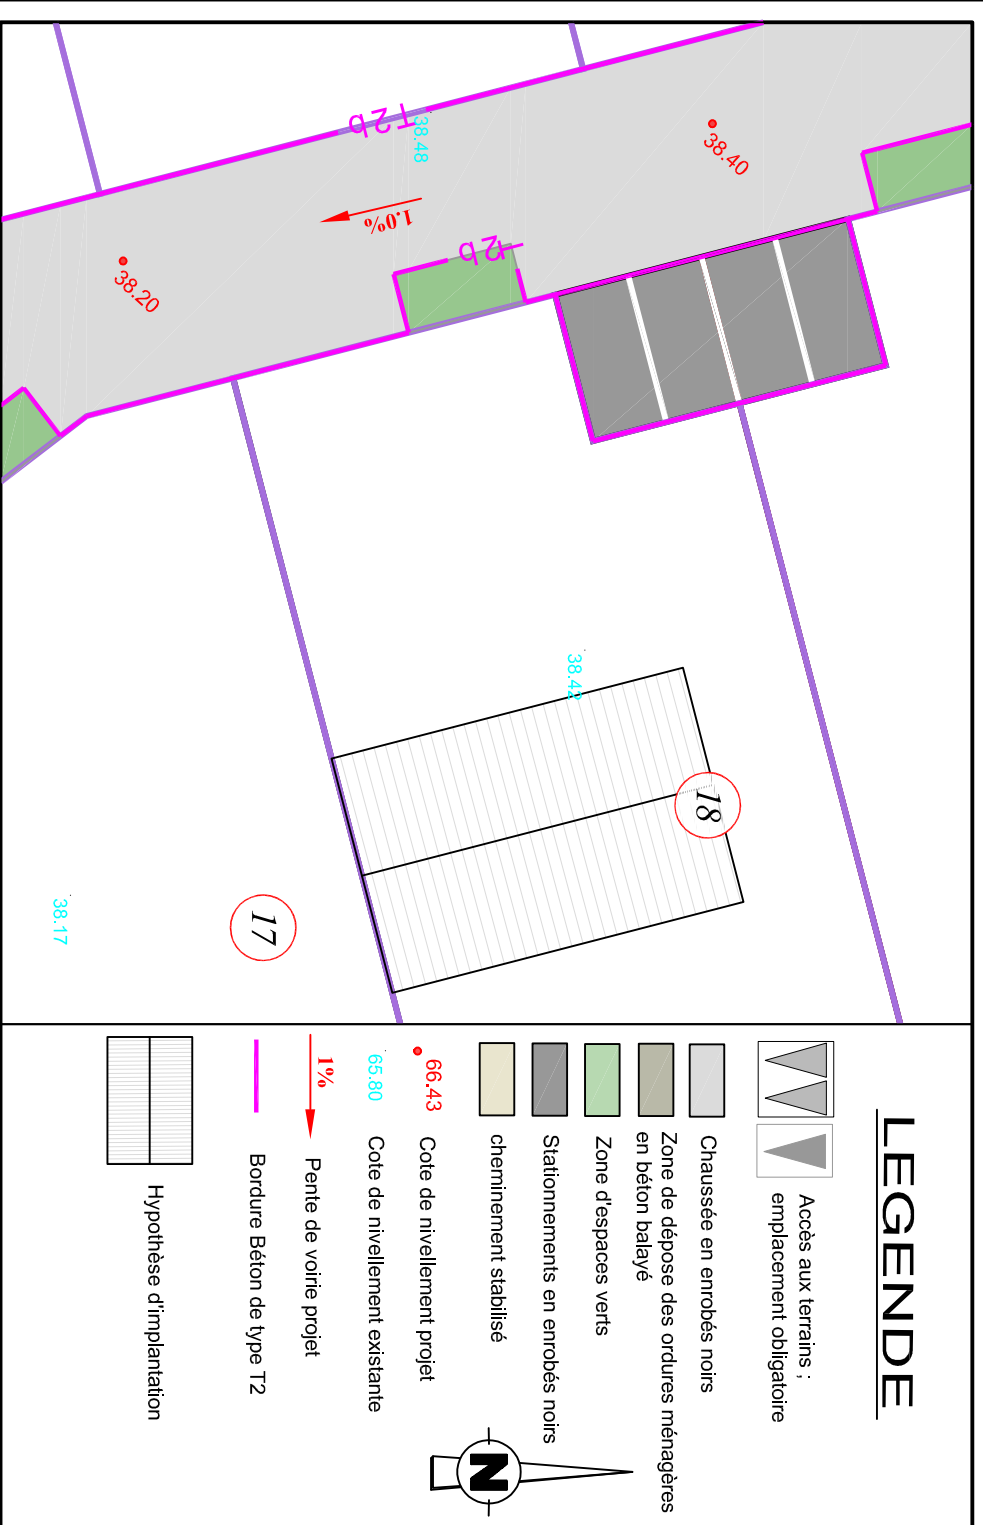 T2b
38.48
38.40
1.0%
T2b
38.20
38.42
18
17
38.17
LEGENDE
Accès aux terrains ;
emplacement obligatoire
Chaussée en enrobés noirs
Zone de dépose des ordures ménagères
en béton balayé
Zone d'espaces verts
Stationnements en enrobés noirs
cheminement stabilisé
66.43
Cote de nivellement projet
65.80
Cote de nivellement existante
1%
Pente de voirie projet
Bordure Béton de type T2
Hypothèse d'implantation
N